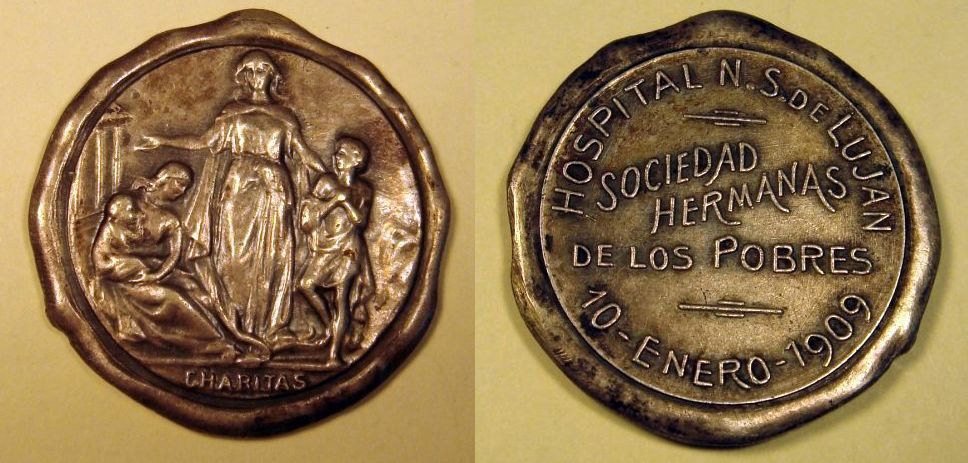 CHARITAS
HOSPITAL N. S. DE LUJAN
SOCIEDAD
HERMANAS
DE LOS POBRES
10-ENERO-1909